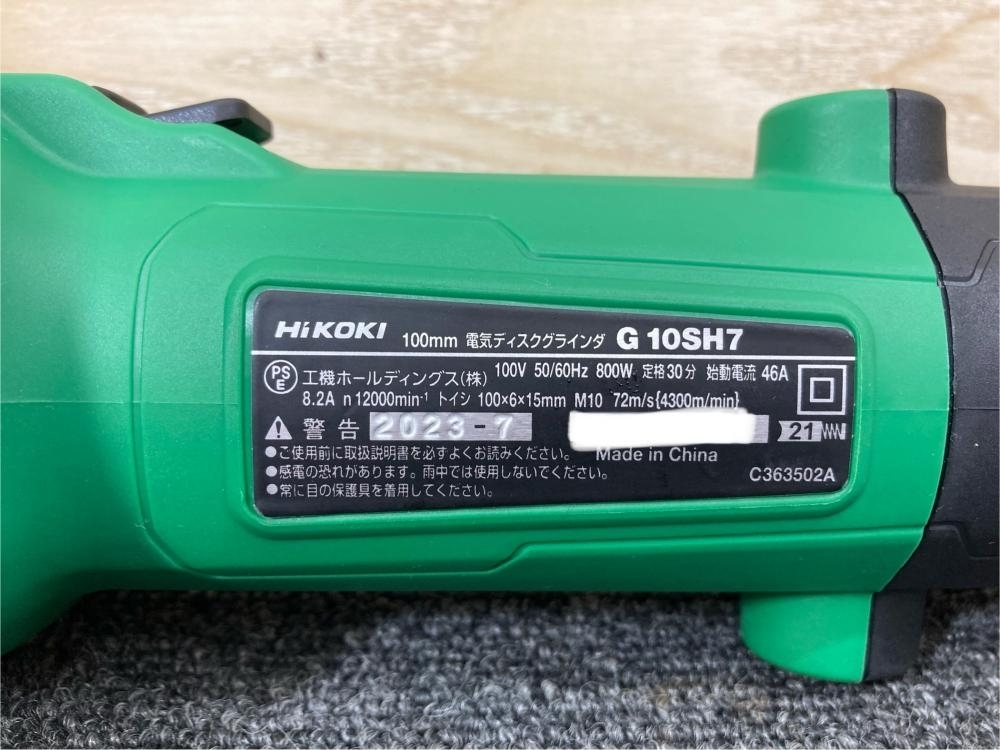 HiKOKI 100mm 電気ディスクグラインダ G 10SH7
PS E 工機ホールディングス(株) 100V 50/60Hz 800W 定格30分 始動電流 46A
8.2A n 12000min⁻¹ トイシ 100×6×15mm M10 72m/s{4300m/min}
警告 2023-7 21
●ご使用前に取扱説明書を必ずよくお読みください。 Made in China
●感電の恐れがあります。雨中では使用しないでください。 C363502A
●常に目の保護具を着用してください。